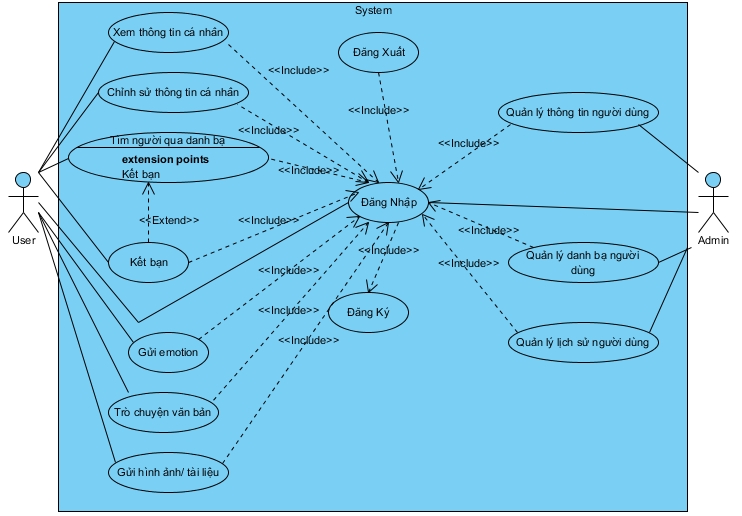 System
Xem thông tin cá nhân
Đăng Xuất
<<Include>>
Chỉnh sử thông tin cá nhân
<<Include>>
Quản lý thông tin người dùng
<<Include>>
<<Include>>
Tìm người qua danh bạ
extension points
Kết bạn
<<Include>>
Đăng Nhập
<<Extend>>
<<Include>>
User
Admin
<<Include>>
<<Include>>
Kết bạn
Quản lý danh bạ người
dùng
<<Include>>
<<Include>>
<<Include>>
Đăng Ký
<<Include>>
Gửi emotion
Quản lý lịch sử người dùng
Trò chuyện văn bản
Gửi hình ảnh/ tài liệu